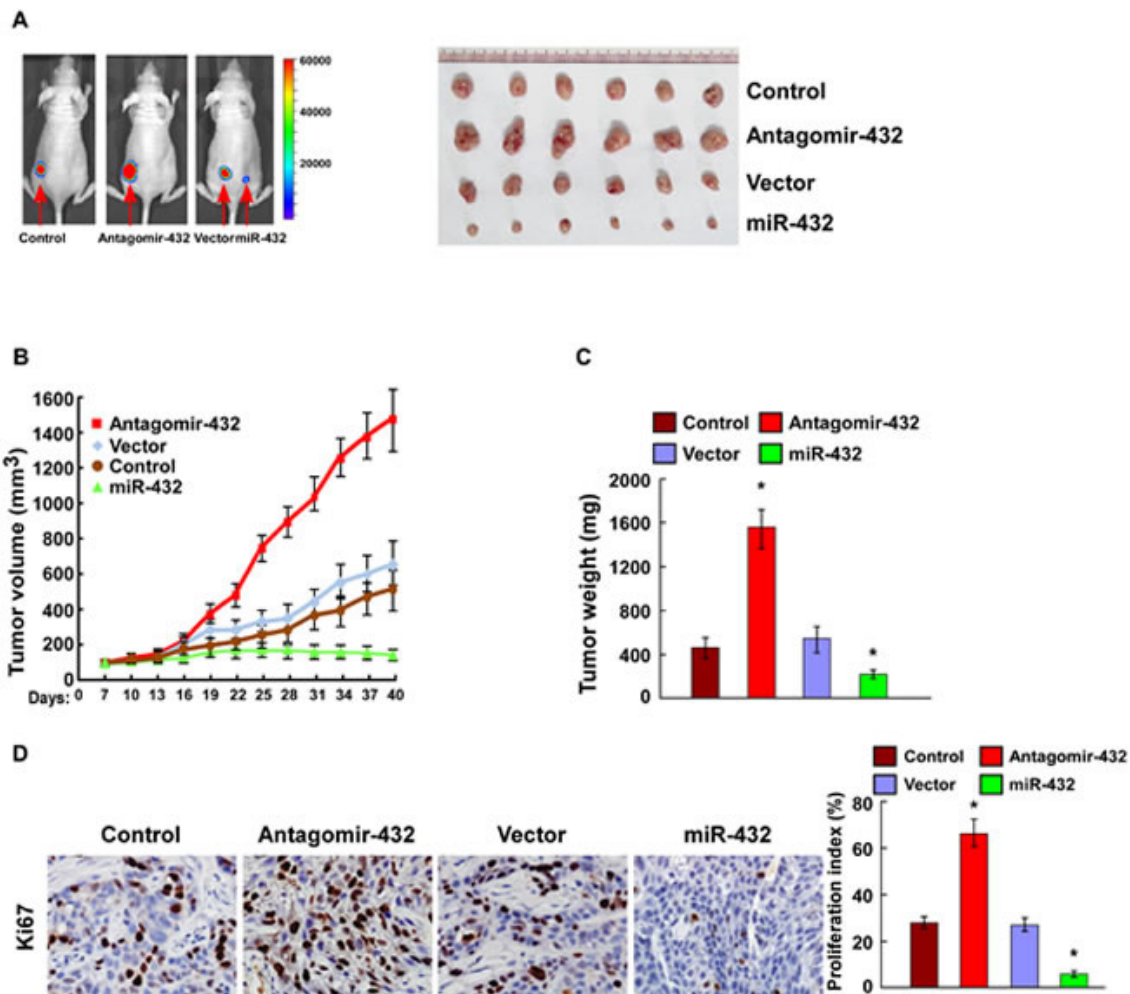 A
60000
40000
20000
0
Control
Antagomir-432
VectormiR-432
Control
Antagomir-432
Vector
miR-432
B
Tumor volume (mm3)
1600
1400
1200
1000
800
600
400
200
0
Antagomir-432
Vector
Control
miR-432
Days: 0 7 10 13 16 19 22 25 28 31 34 37 40
C
Control Antagomir-432
Vector miR-432
Tumor weight (mg)
2000
1600
1200
800
400
0
*
*
D
Control Antagomir-432 Vector miR-432
Ki67
Control Antagomir-432
Vector miR-432
Proliferation index (%)
80
60
40
20
0
*
*